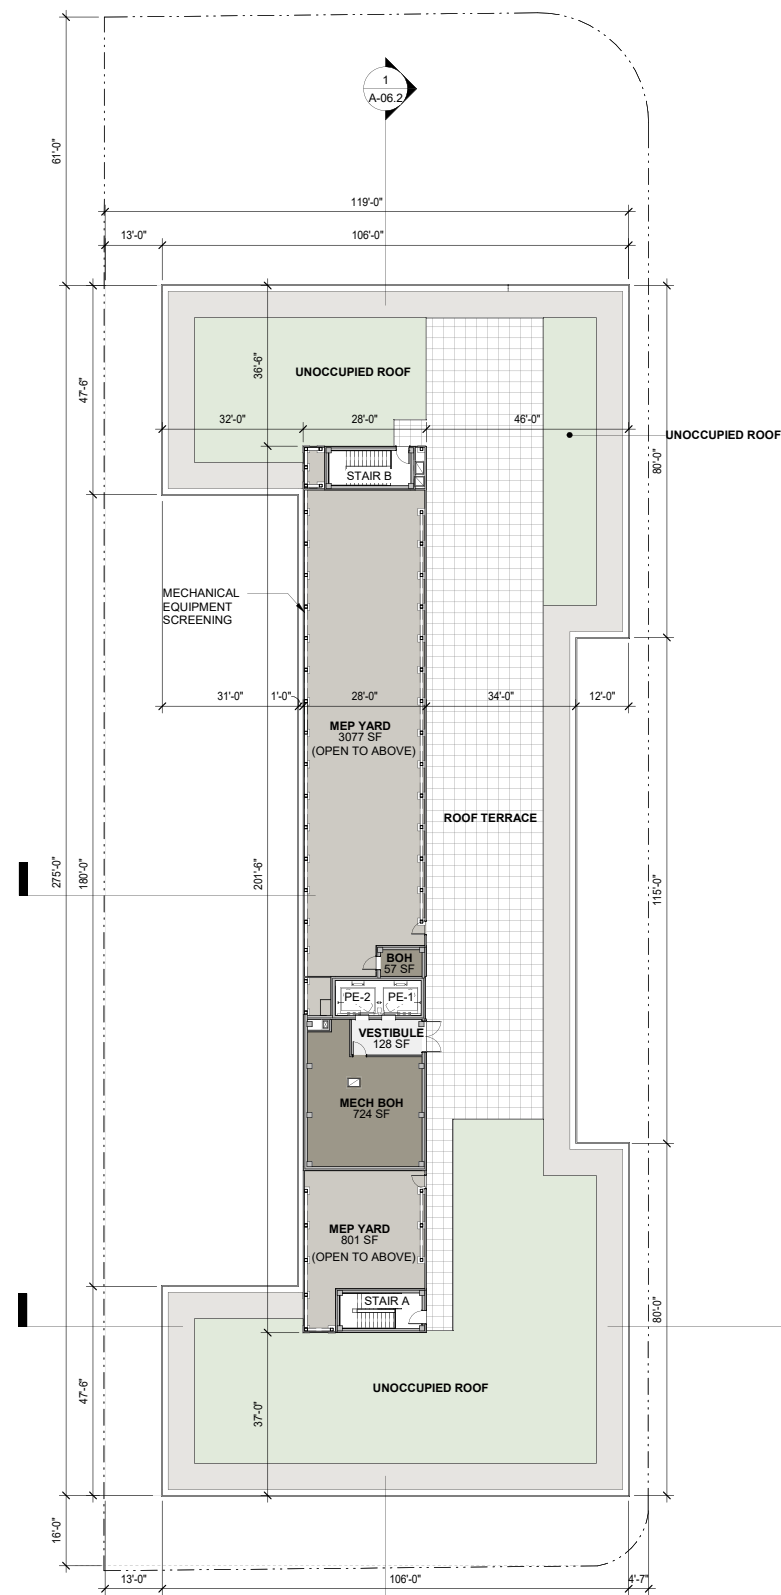 1
A-06.2
61'-0"
119'-0"
13'-0"
106'-0"
36'-6"
UNOCCUPIED ROOF
47'-6"
32'-0"
28'-0"
46'-0"
UNOCCUPIED ROOF
80'-0"
STAIR B
MECHANICAL
EQUIPMENT
SCREENING
31'-0"
1'-0"
28'-0"
34'-0"
12'-0"
MEP YARD
3077 SF
(OPEN TO ABOVE)
ROOF TERRACE
275'-0"
180'-0"
201'-6"
115'-0"
BOH
57 SF
PE-2
PE-1
VESTIBULE
128 SF
MECH BOH
724 SF
MEP YARD
801 SF
(OPEN TO ABOVE)
STAIR A
80'-0"
UNOCCUPIED ROOF
47'-6"
37'-0"
16'-0"
13'-0"
106'-0"
4'-7"